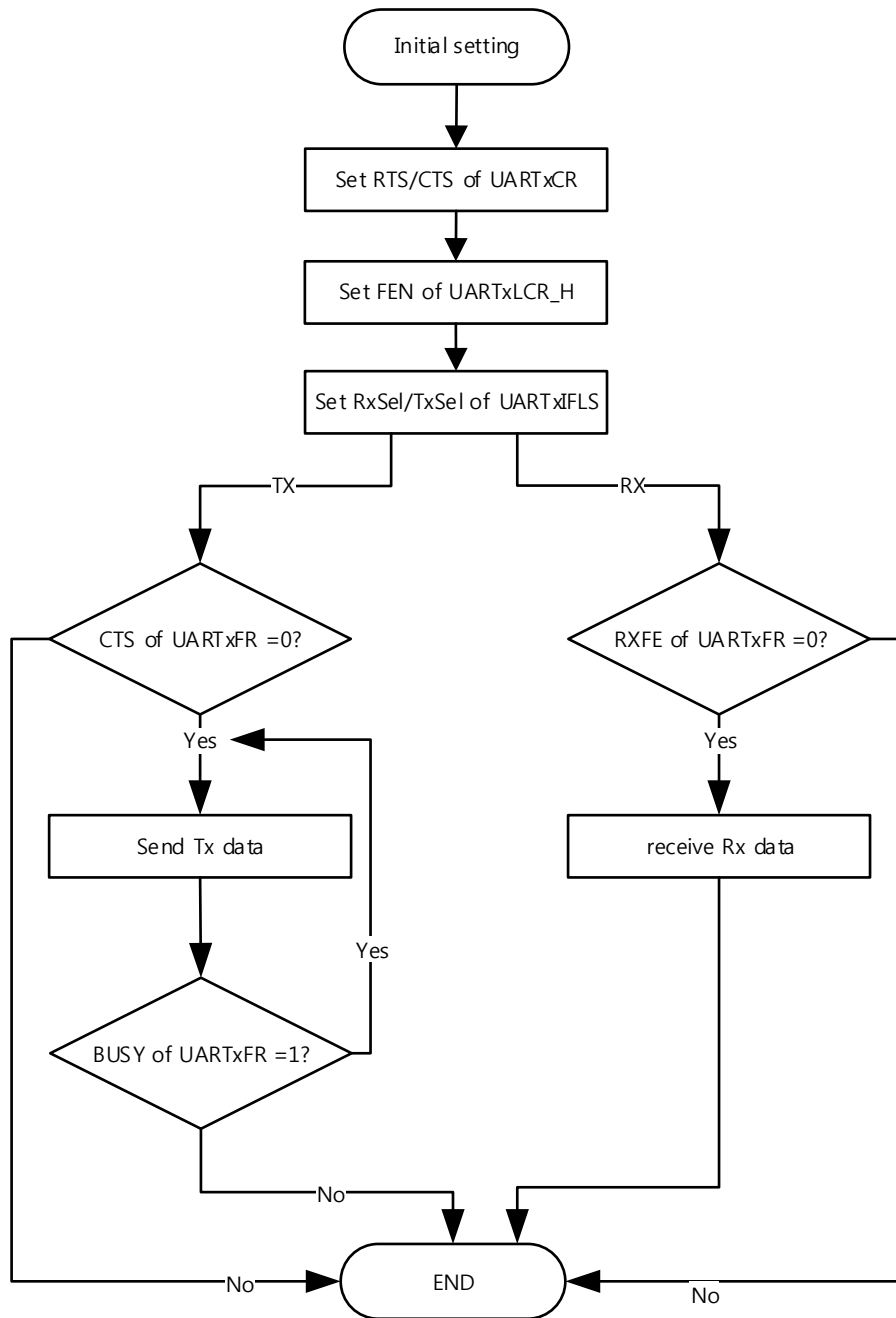 Initial setting
Set RTS/CTS of UARTxCR
Set FEN of UARTxLCR_H
Set RxSel/TxSel of UARTxIFLS
TX
RX
CTS of UARTxFR =0?
RXFE of UARTxFR =0?
Yes
Yes
Send Tx data
receive Rx data
Yes
BUSY of UARTxFR =1?
No
No
END
No